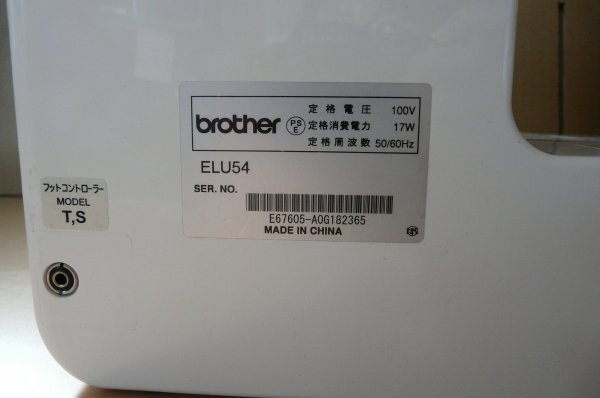 brother
PS
E
定格電圧 100V
定格消費電力 17W
定格周波数 50/60Hz
ELU54
SER. NO.
E67605-A0G182365
MADE IN CHINA
フットコントローラー
MODEL
T,S